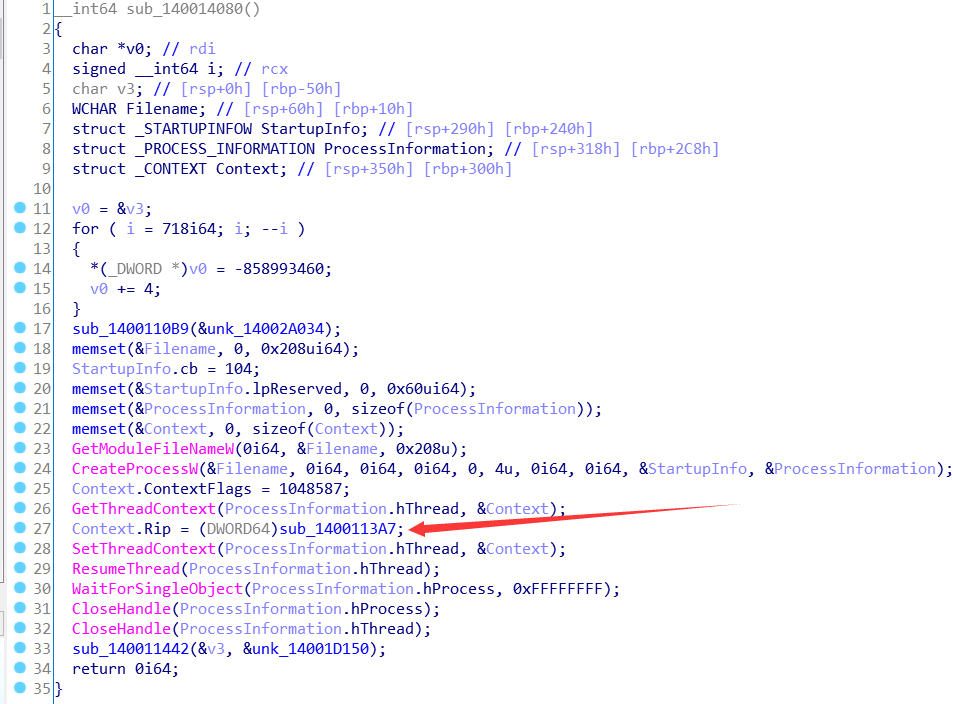 1 __int64 sub_140014080()
2 {
3 char *v0; // rdi
4 signed __int64 i; // rcx
5 char v3; // [rsp+0h] [rbp-50h]
6 WCHAR Filename; // [rsp+60h] [rbp+10h]
7 struct _STARTUPINFOW StartupInfo; // [rsp+290h] [rbp+240h]
8 struct _PROCESS_INFORMATION ProcessInformation; // [rsp+318h] [rbp+2C8h]
9 struct _CONTEXT Context; // [rsp+350h] [rbp+300h]
10
11 v0 = &v3;
12 for ( i = 718i64; i; --i )
13 {
14 *(_DWORD *)v0 = -858993460;
15 v0 += 4;
16 }
17 sub_1400110B9(&unk_14002A034);
18 memset(&Filename, 0, 0x208ui64);
19 StartupInfo.cb = 104;
20 memset(&StartupInfo.lpReserved, 0, 0x60ui64);
21 memset(&ProcessInformation, 0, sizeof(ProcessInformation));
22 memset(&Context, 0, sizeof(Context));
23 GetModuleFileNameW(0i64, &Filename, 0x208u);
24 CreateProcessW(&Filename, 0i64, 0i64, 0i64, 0, 4u, 0i64, 0i64, &StartupInfo, &ProcessInformation);
25 Context.ContextFlags = 1048587;
26 GetThreadContext(ProcessInformation.hThread, &Context);
27 Context.Rip = (DWORD64)sub_1400113A7;
28 SetThreadContext(ProcessInformation.hThread, &Context);
29 ResumeThread(ProcessInformation.hThread);
30 WaitForSingleObject(ProcessInformation.hProcess, 0xFFFFFFFF);
31 CloseHandle(ProcessInformation.hProcess);
32 CloseHandle(ProcessInformation.hThread);
33 sub_140011442(&v3, &unk_14001D150);
34 return 0i64;
35 }